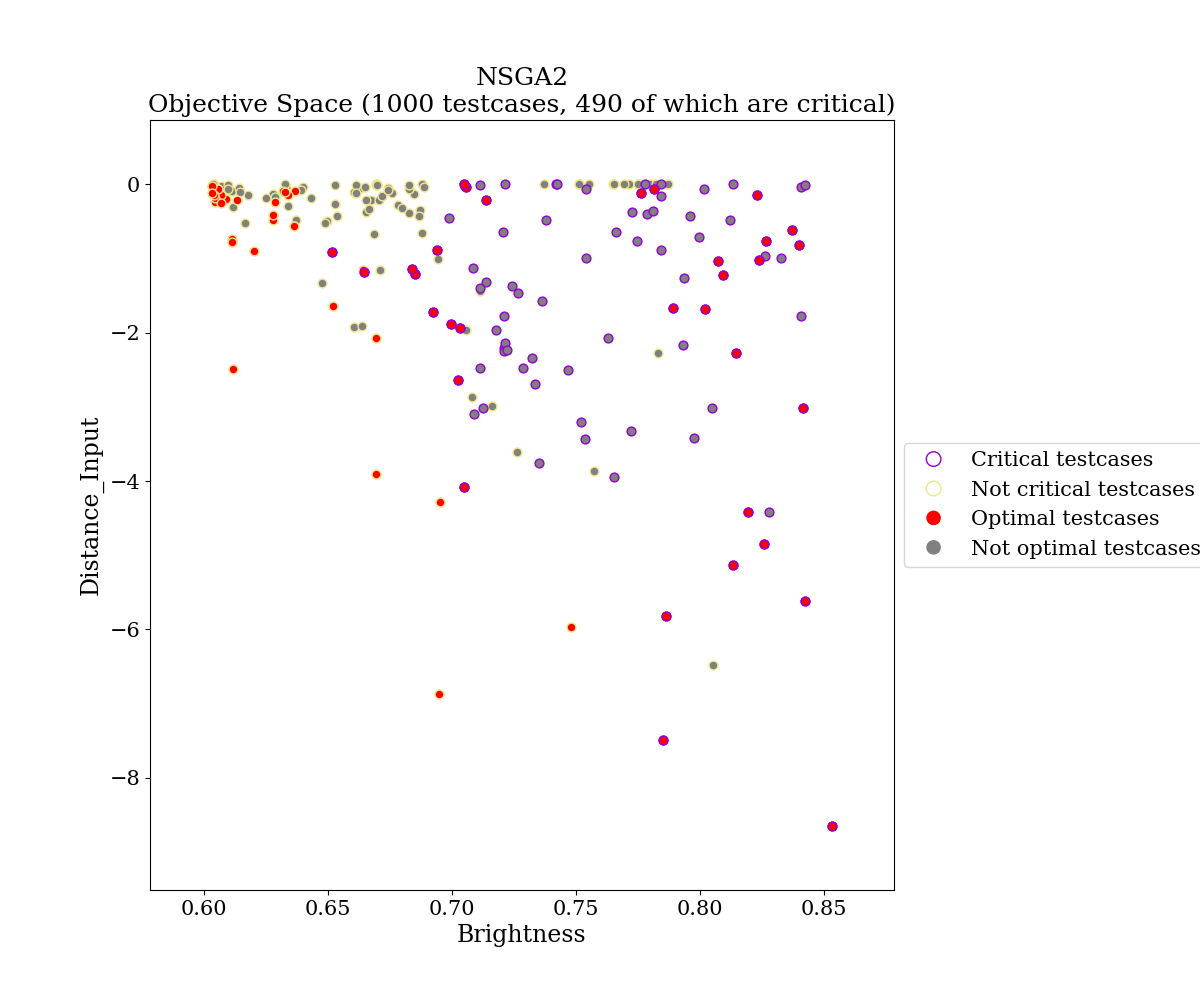 NSGA2
Objective Space (1000 testcases, 490 of which are critical)
0
−2
−4
−6
−8
Distance_Input
0.60 0.65 0.70 0.75 0.80 0.85
Brightness
Critical testcases
Not critical testcases
Optimal testcases
Not optimal testcases